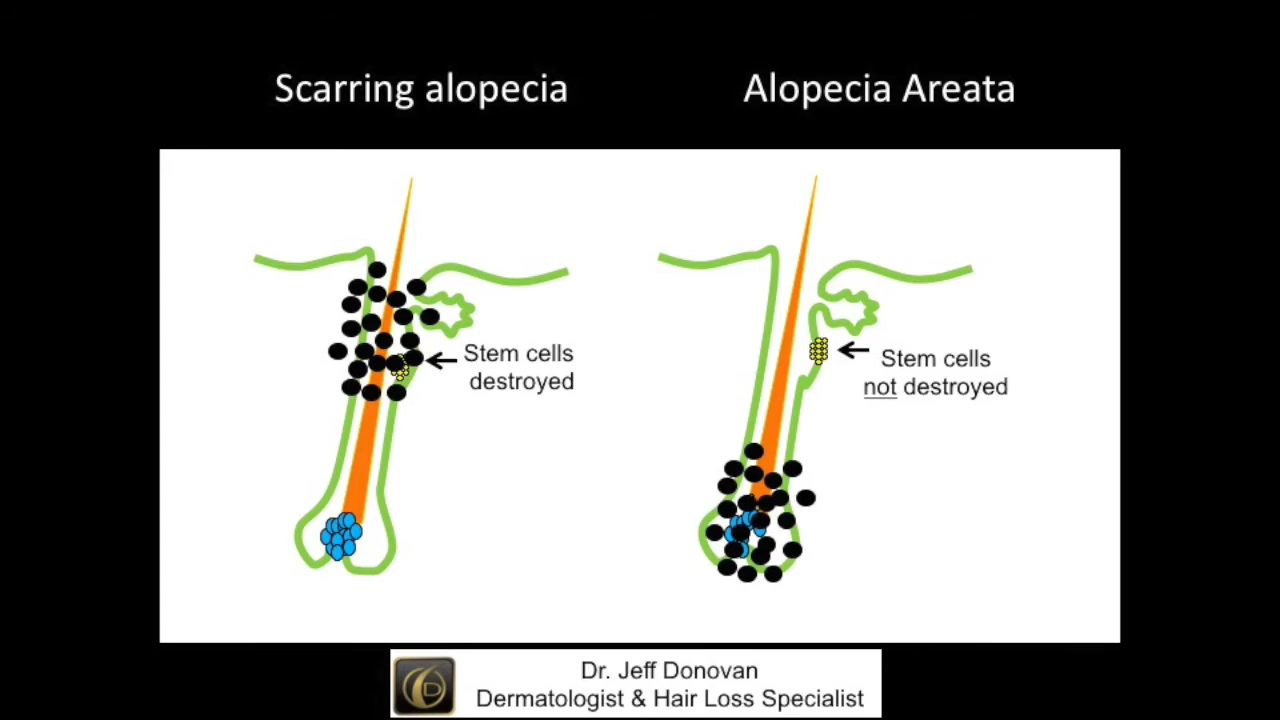 Scarring alopecia
Alopecia Areata
Stem cells
destroyed
Stem cells
not destroyed
Dr. Jeff Donovan
Dermatologist & Hair Loss Specialist